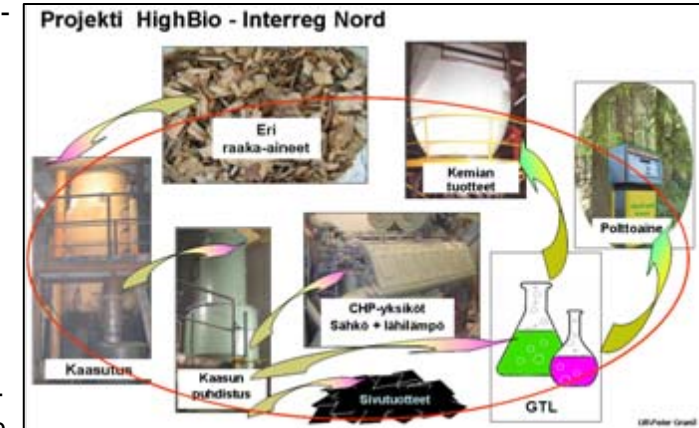 Projekti HighBio - Interreg Nord
Eri
raaka-aineet
Kemian
tuotteet
Polttoaine
CHP-yksiköt
Sähkö + lähilämpö
Kaasutus
Kaasun
puhdistus
Sivutuotteet
GTL